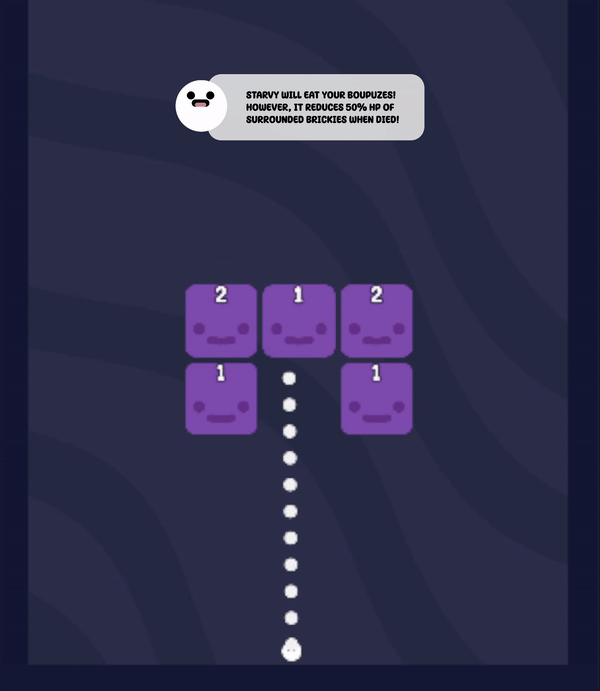 STARVY WILL EAT YOUR BOUPUZES!
HOWEVER, IT REDUCES 50% HP OF
SURROUNDED BRICKIES WHEN DIED!
2 1 2
1 1